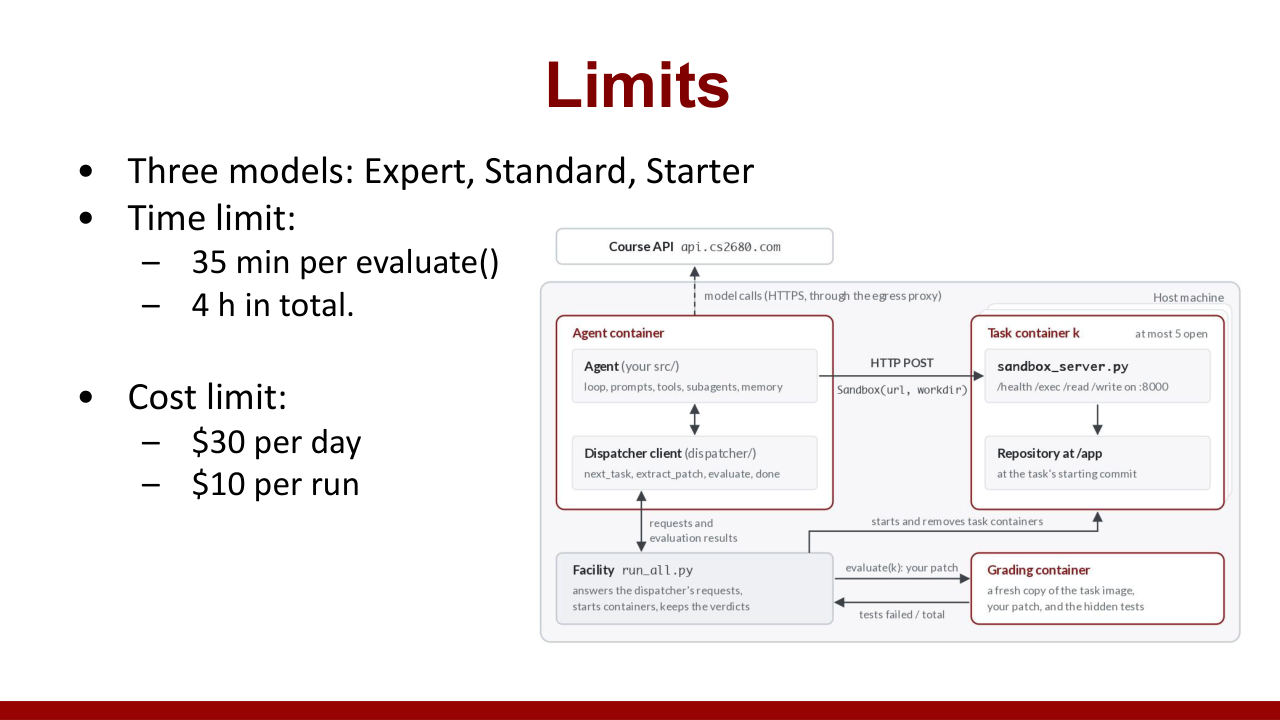 Limits
• Three models: Expert, Standard, Starter
• Time limit:
– 35 min per evaluate()
– 4 h in total.
• Cost limit:
– $30 per day
– $10 per run
Course API api.cs2680.com
model calls (HTTPS, through the egress proxy)
Host machine
Agent container
Agent (your src/)
loop, prompts, tools, subagents, memory
Dispatcher client (dispatcher/)
next_task, extract_patch, evaluate, done
HTTP POST
Sandbox(url, workdir)
Task container k
at most 5 open
sandbox_server.py
/health /exec /read /write on :8000
Repository at /app
at the task's starting commit
requests and
evaluation results
starts and removes task containers
Facility run_all.py
answers the dispatcher's requests,
starts containers, keeps the verdicts
evaluate(k): your patch
tests failed / total
Grading container
a fresh copy of the task image,
your patch, and the hidden tests